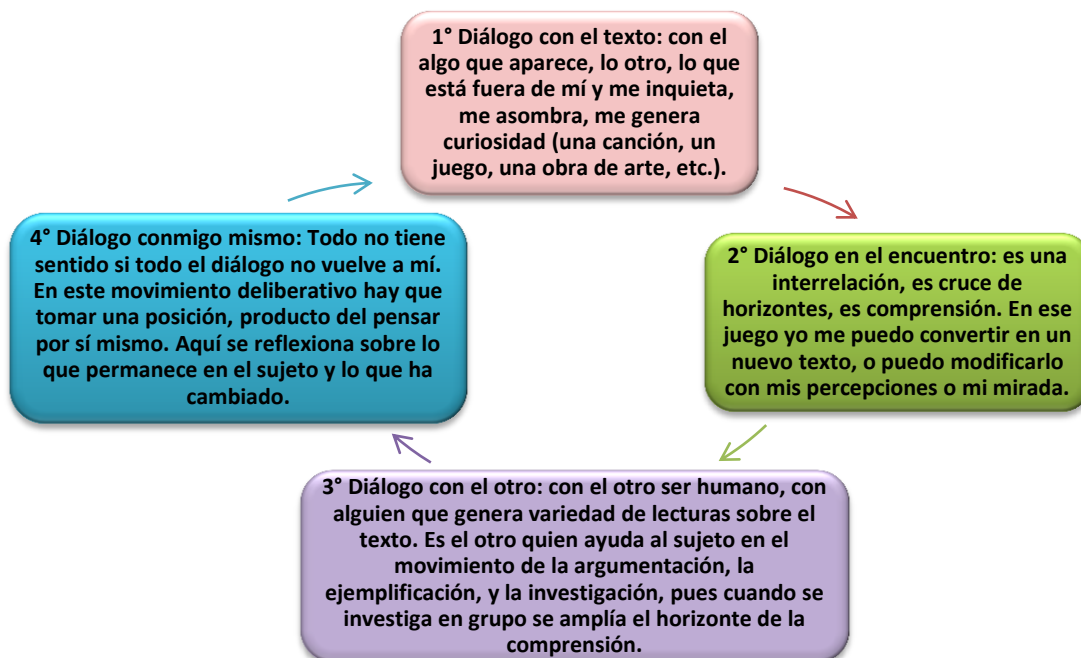 1° Diálogo con el texto: con el
algo que aparece, lo otro, lo que
está fuera de mí y me inquieta,
me asombra, me genera
curiosidad (una canción, un
juego, una obra de arte, etc.).
2° Diálogo en el encuentro: es una
interrelación, es cruce de
horizontes, es comprensión. En ese
juego yo me puedo convertir en un
nuevo texto, o puedo modificarlo
con mis percepciones o mi mirada.
3° Diálogo con el otro: con el otro ser humano, con
alguien que genera variedad de lecturas sobre el
texto. Es el otro quien ayuda al sujeto en el
movimiento de la argumentación, la
ejemplificación, y la investigación, pues cuando se
investiga en grupo se amplía el horizonte de la
comprensión.
4° Diálogo conmigo mismo: Todo no tiene
sentido si todo el diálogo no vuelve a mí.
En este movimiento deliberativo hay que
tomar una posición, producto del pensar
por sí mismo. Aquí se reflexiona sobre lo
que permanece en el sujeto y lo que ha
cambiado.